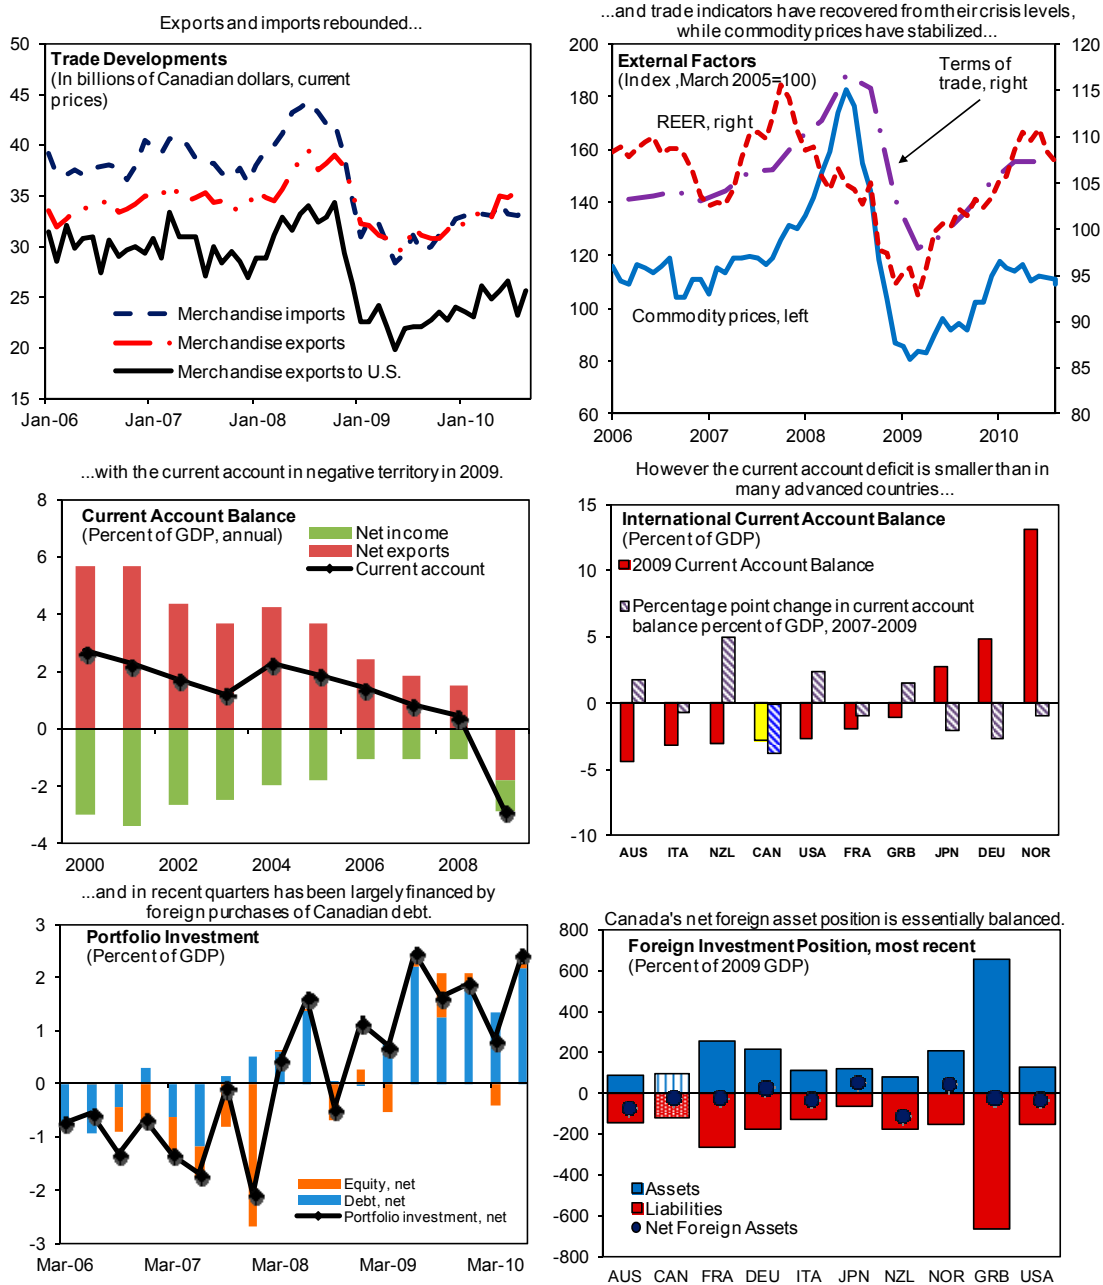 Exports and imports rebounded...
50
45
40
35
30
25
20
15
Trade Developments
(In billions of Canadian dollars, current
prices)
Merchandise imports
Merchandise exports
Merchandise exports to U.S.
Jan-06 Jan-07 Jan-08 Jan-09 Jan-10
...and trade indicators have recovered from their crisis levels,
while commodity prices have stabilized...
200
180
160
140
120
100
80
60
External Factors
(Index ,March 2005=100)
Terms of
trade, right
REER, right
Commodity prices, left
120
115
110
105
100
95
90
85
80
2006 2007 2008 2009 2010
...with the current account in negative territory in 2009.
8
6
4
2
0
-2
-4
Current Account Balance
(Percent of GDP, annual)
Net income
Net exports
Current account
2000 2002 2004 2006 2008
However the current account deficit is smaller than in
many advanced countries...
15
10
5
0
-5
-10
International Current Account Balance
(Percent of GDP)
2009 Current Account Balance
Percentage point change in current account
balance percent of GDP, 2007-2009
AUS ITA NZL CAN USA FRA GRB JPN DEU NOR
...and in recent quarters has been largely financed by
foreign purchases of Canadian debt.
3
2
1
0
-1
-2
-3
Portfolio Investment
(Percent of GDP)
Equity, net
Debt, net
Portfolio investment, net
Mar-06 Mar-07 Mar-08 Mar-09 Mar-10
Canada's net foreign asset position is essentially balanced.
800
600
400
200
0
-200
-400
-600
-800
Foreign Investment Position, most recent
(Percent of 2009 GDP)
Assets
Liabilities
Net Foreign Assets
AUS CAN FRA DEU ITA JPN NZL NOR GRB USA